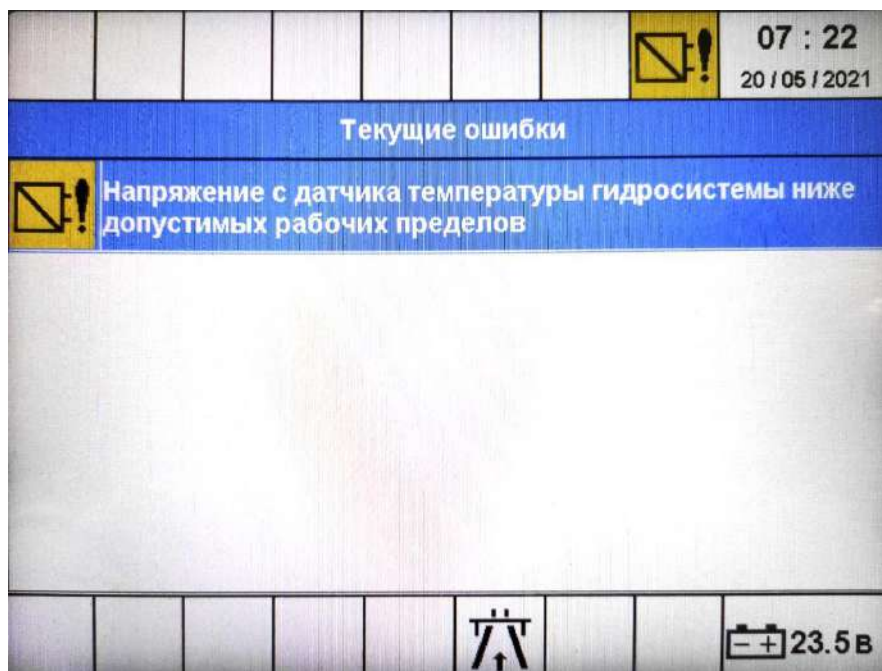 07 : 22
20 / 05 / 2021
Текущие ошибки
Напряжение с датчика температуры гидросистемы ниже
допустимых рабочих пределов
23.5 в